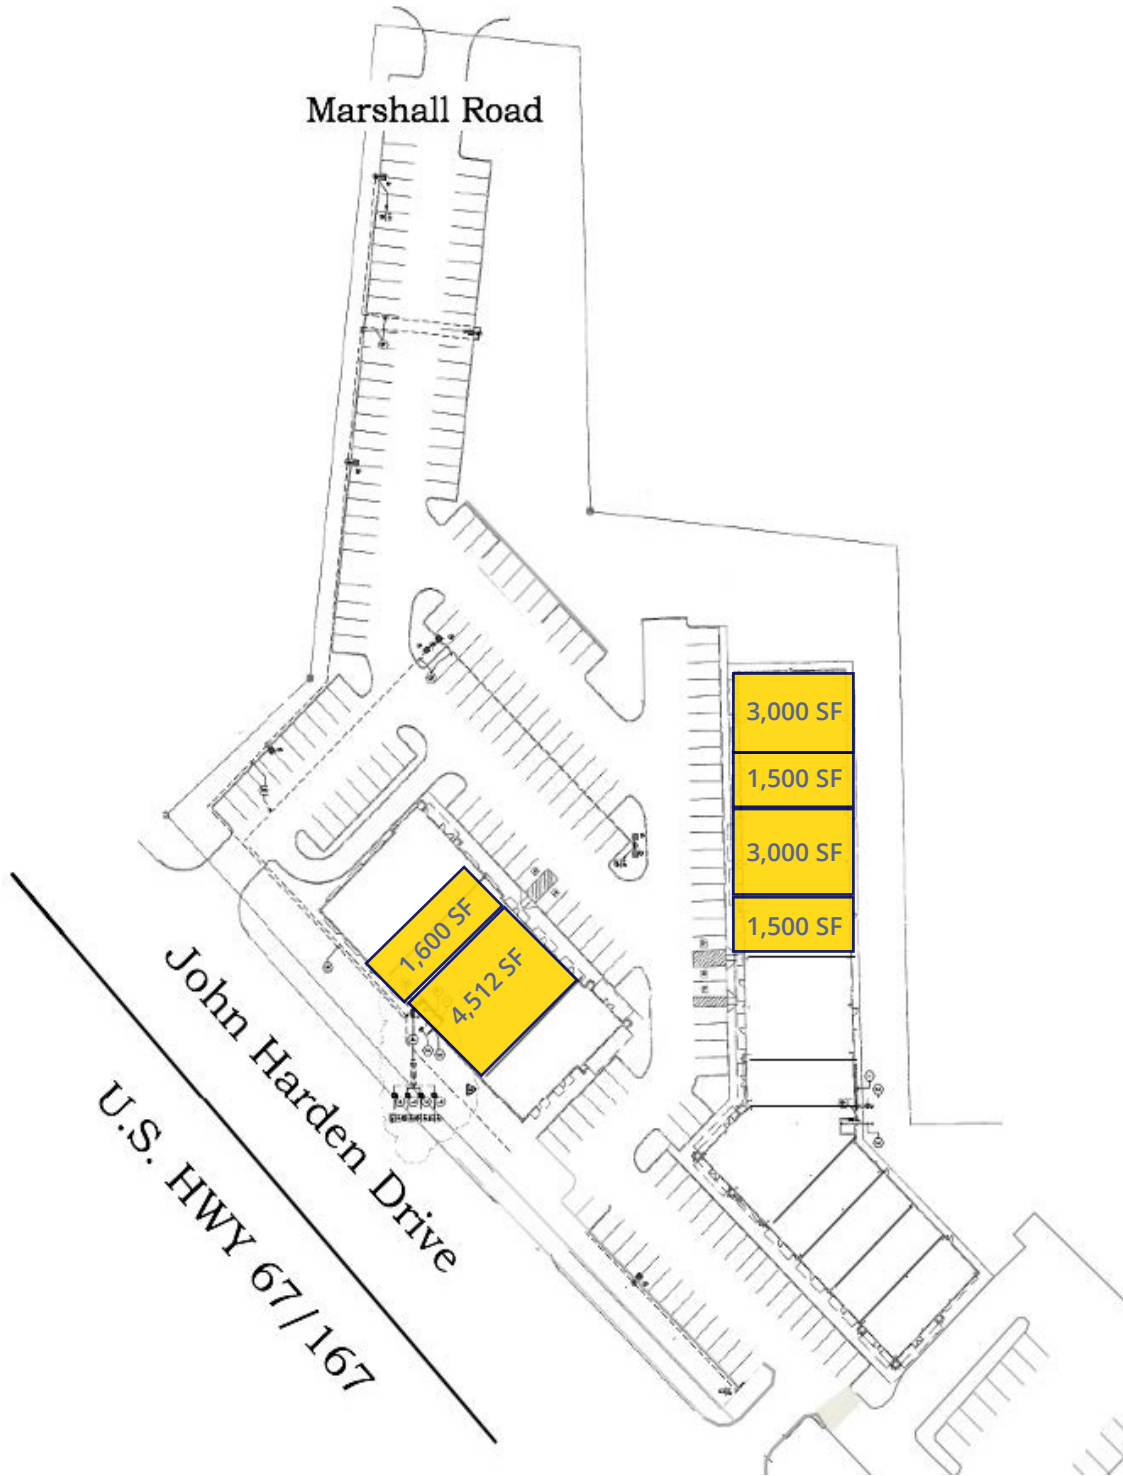 Marshall Road
3,000 SF
1,500 SF
3,000 SF
1,500 SF
1,600 SF
4,512 SF
John Harden Drive
U.S. HWY 67/167